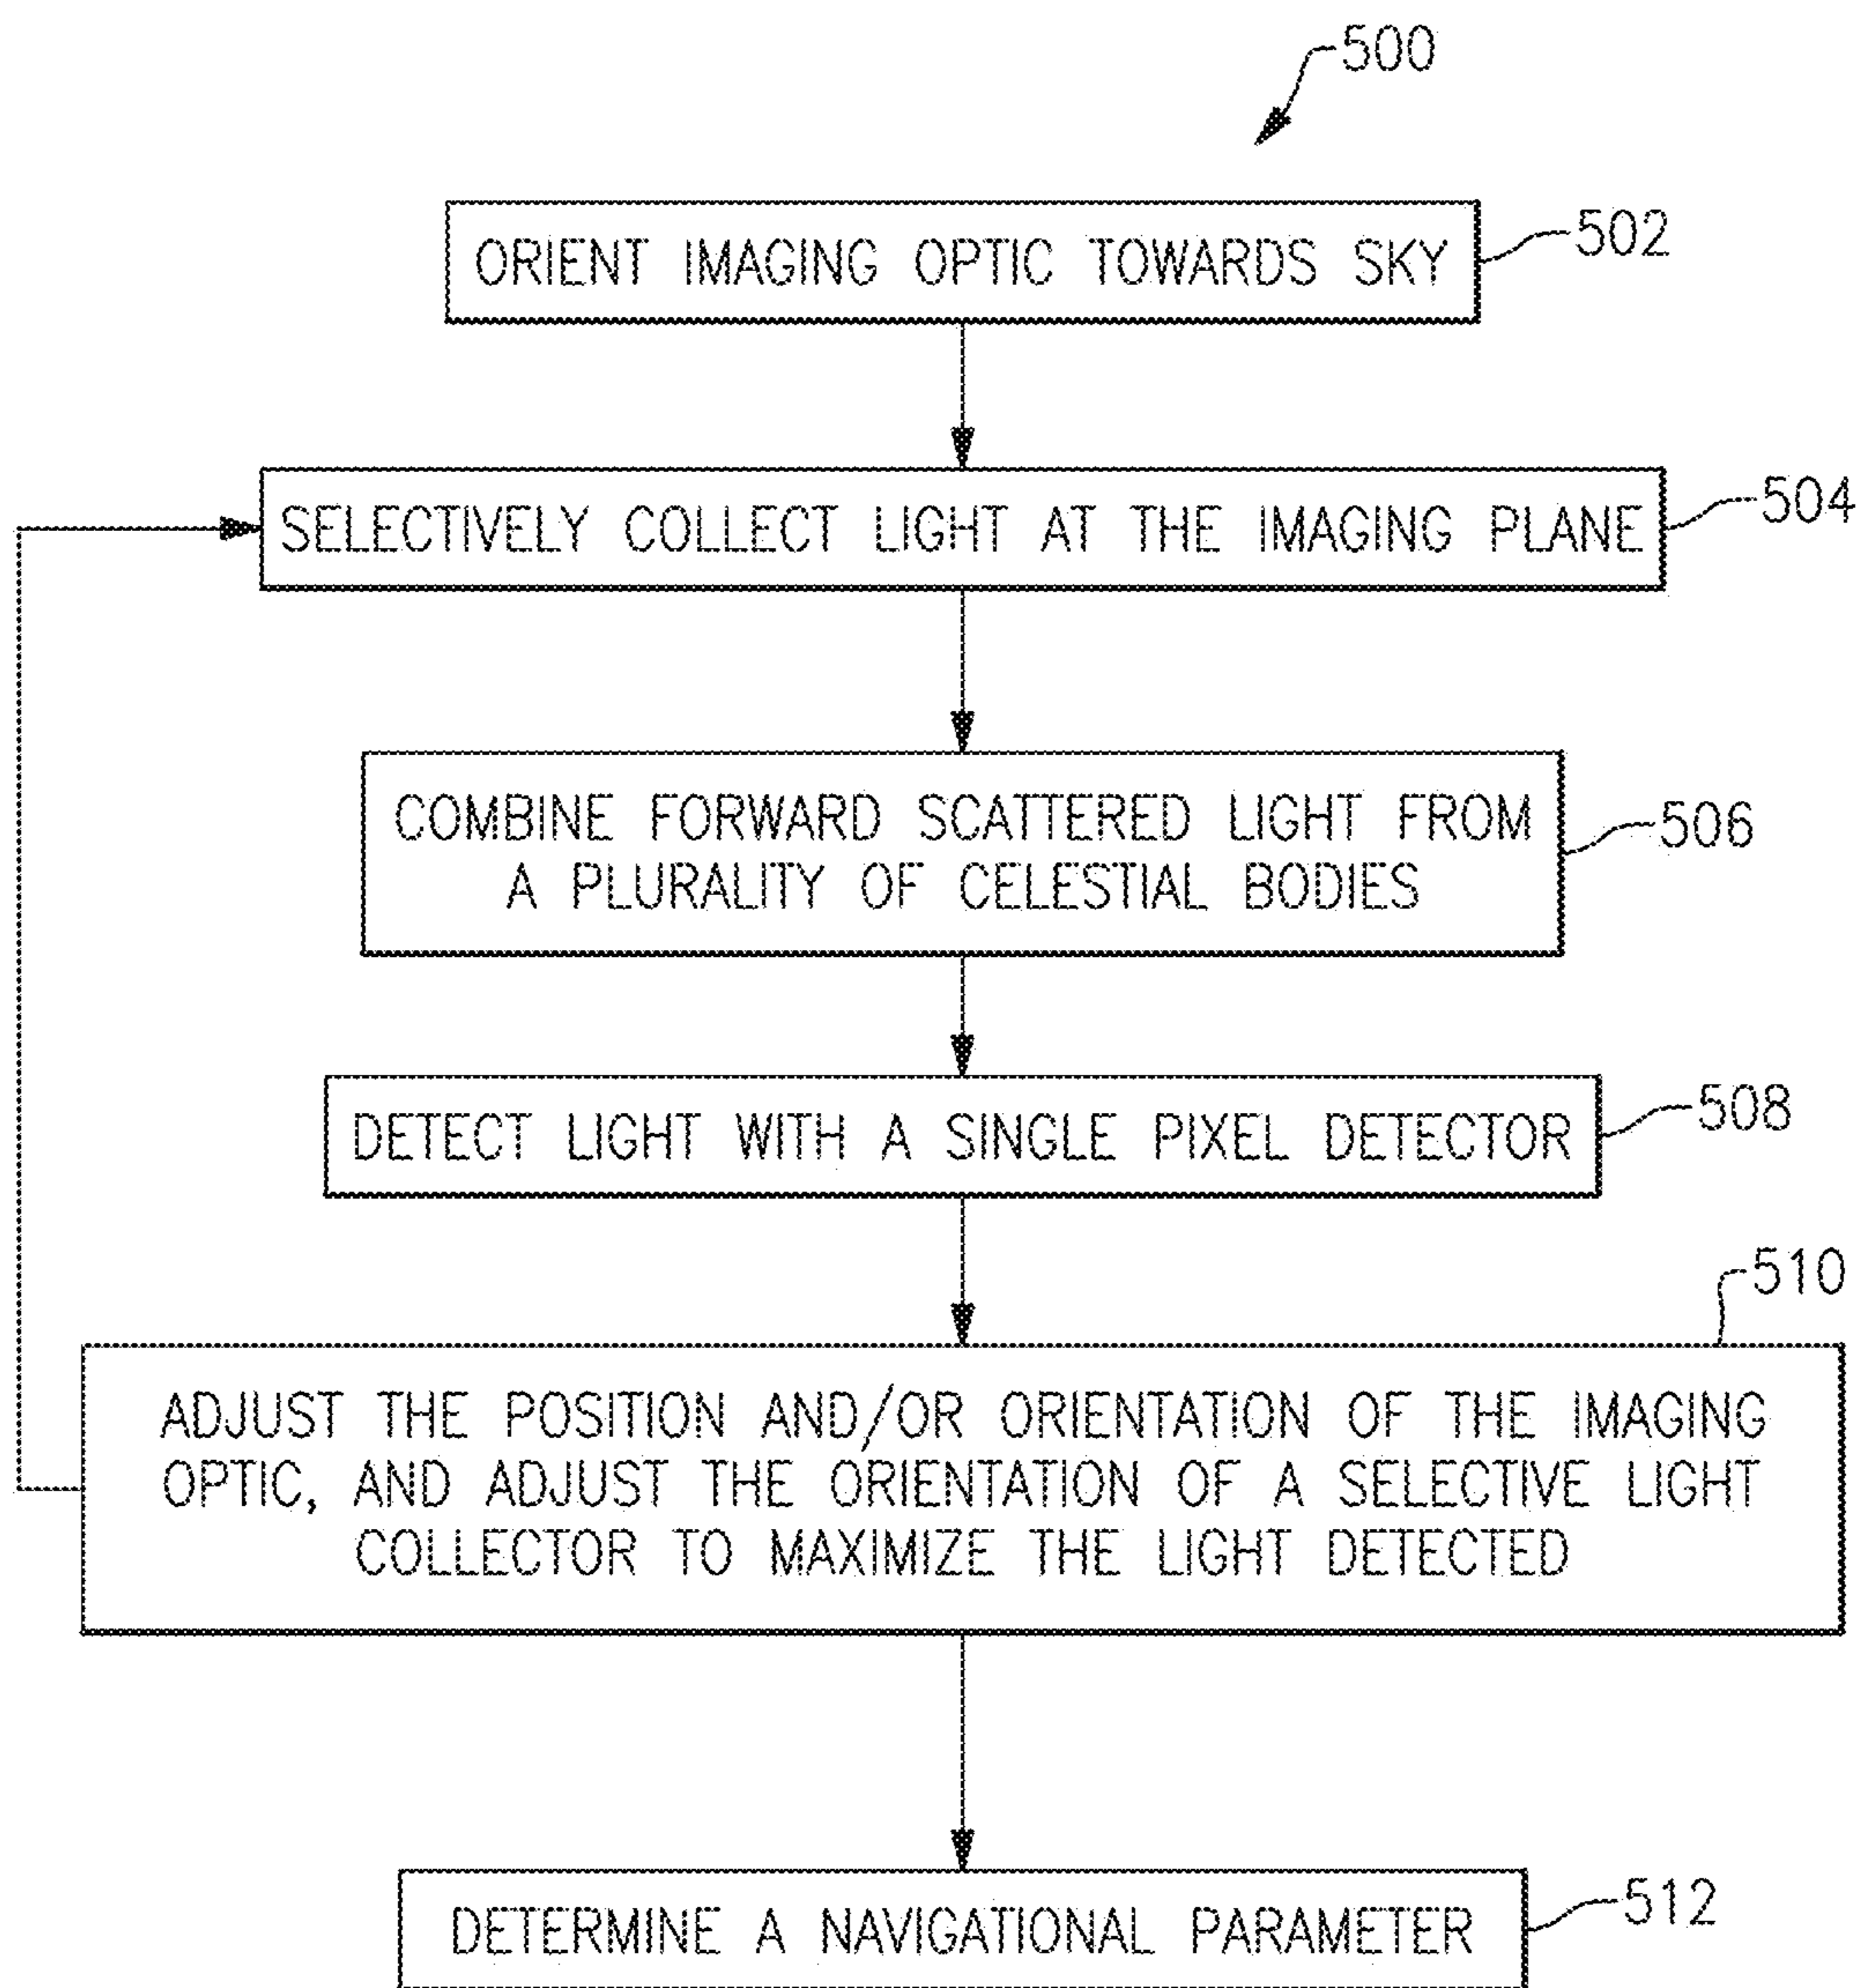 500
ORIENT IMAGING OPTIC TOWARDS SKY
502
SELECTIVELY COLLECT LIGHT AT THE IMAGING PLANE
504
COMBINE FORWARD SCATTERED LIGHT FROM
A PLURALITY OF CELESTIAL BODIES
506
DETECT LIGHT WITH A SINGLE PIXEL DETECTOR
508
510
ADJUST THE POSITION AND/OR ORIENTATION OF THE IMAGING
OPTIC, AND ADJUST THE ORIENTATION OF A SELECTIVE LIGHT
COLLECTOR TO MAXIMIZE THE LIGHT DETECTED
DETERMINE A NAVIGATIONAL PARAMETER
512